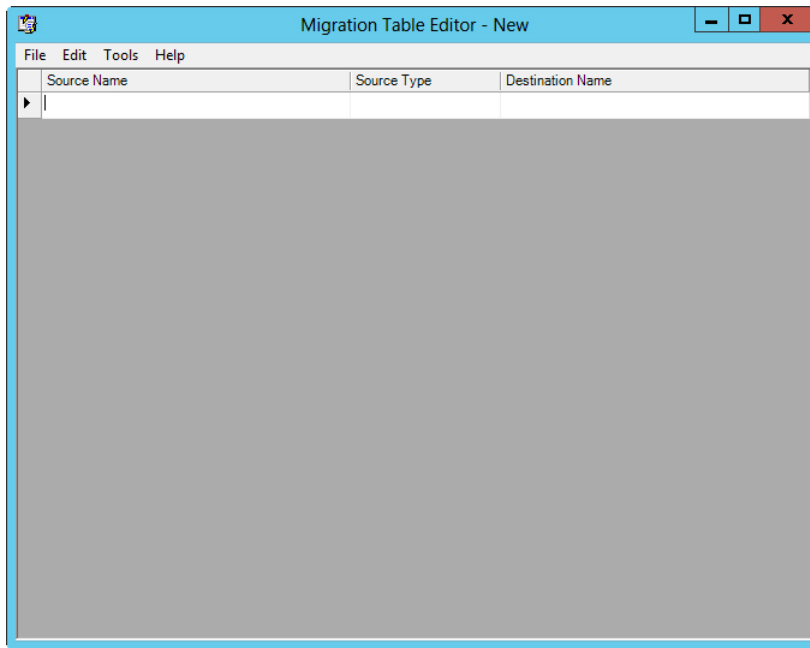 Migration Table Editor - New
File Edit Tools Help
Source Name Source Type Destination Name